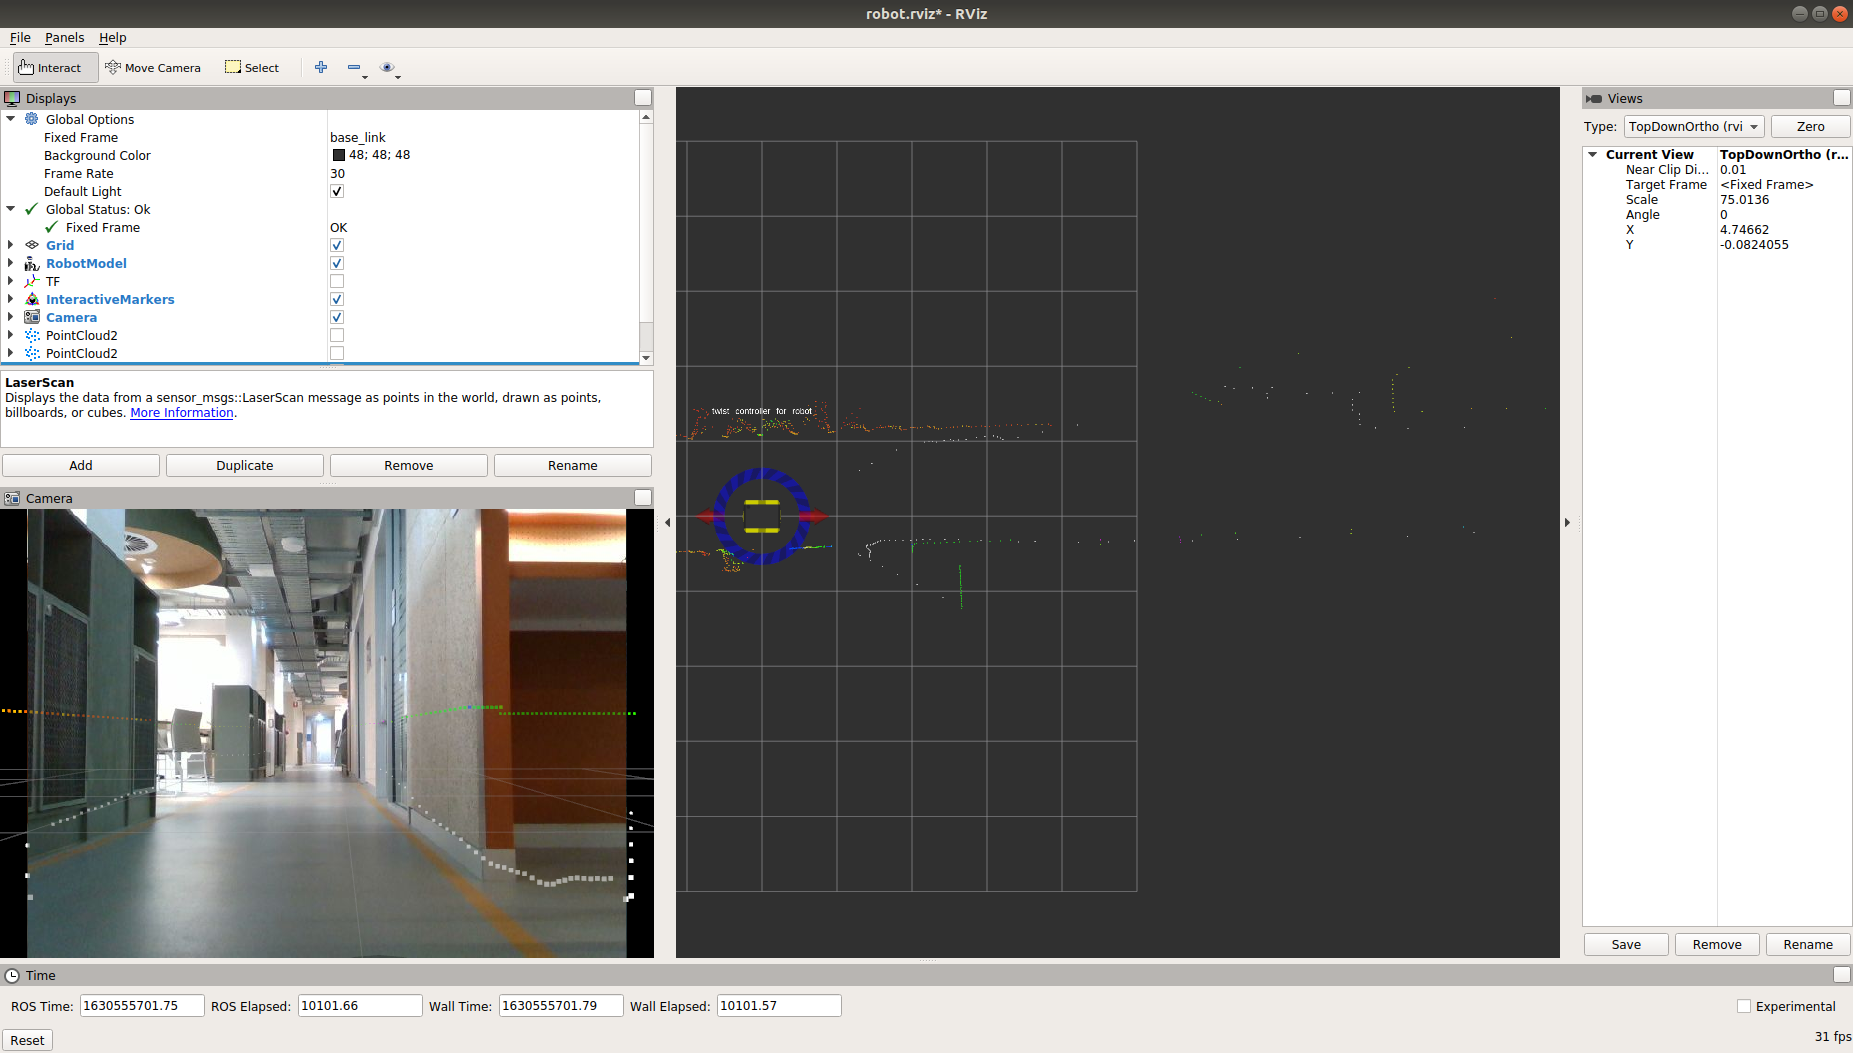 robot.rviz* - RViz
File Panels Help
Interact Move Camera Select
Displays
Global Options
Fixed Frame base_link
Background Color 48; 48; 48
Frame Rate 30
Default Light
Global Status: Ok
Fixed Frame OK
Grid
RobotModel
TF
InteractiveMarkers
Camera
PointCloud2
PointCloud2
LaserScan
Displays the data from a sensor_msgs::LaserScan message as points in the world, drawn as points,
billboards, or cubes. More Information.
Add Duplicate Remove Rename
Camera
twist controller for robot
Views
Type: TopDownOrtho (rvi Zero
Current View TopDownOrtho (r...
Near Clip Di... 0.01
Target Frame <Fixed Frame>
Scale 75.0136
Angle 0
X 4.74662
Y -0.0824055
Save Remove Rename
Time
ROS Time: 1630555701.75 ROS Elapsed: 10101.66 Wall Time: 1630555701.79 Wall Elapsed: 10101.57 Experimental
Reset 31 fps